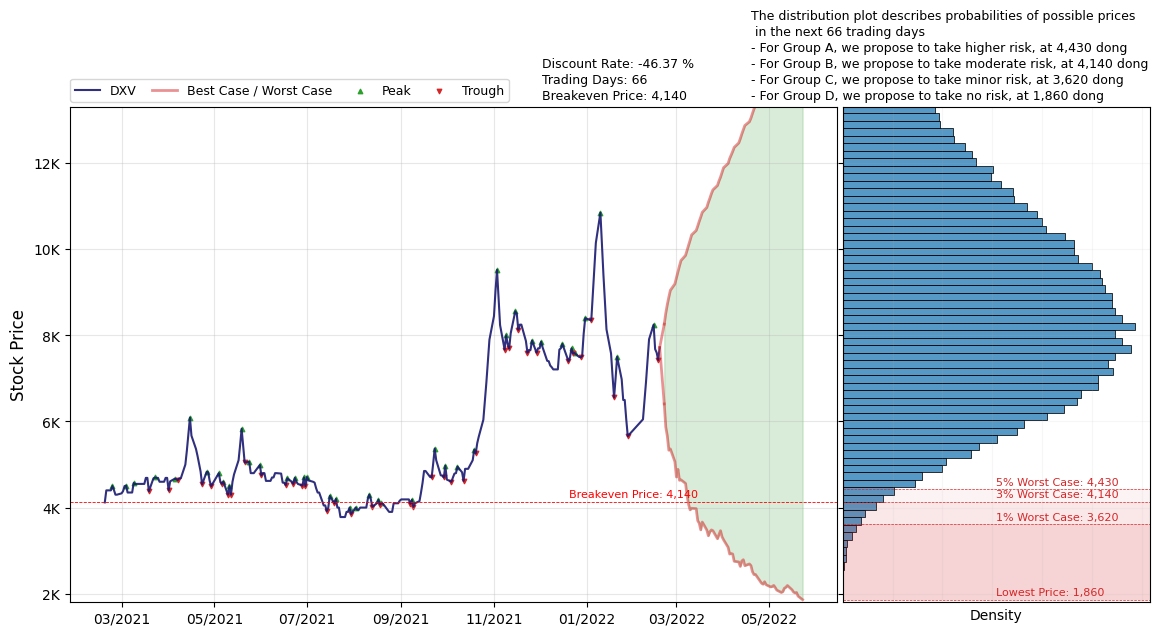 The distribution plot describes probabilities of possible prices
in the next 66 trading days
- For Group A, we propose to take higher risk, at 4,430 dong
- For Group B, we propose to take moderate risk, at 4,140 dong
- For Group C, we propose to take minor risk, at 3,620 dong
- For Group D, we propose to take no risk, at 1,860 dong
Discount Rate: -46.37 %
Trading Days: 66
Breakeven Price: 4,140
DXV
Best Case / Worst Case
Peak
Trough
Stock Price
12K
10K
8K
6K
4K
2K
Breakeven Price: 4,140
5% Worst Case: 4,430
3% Worst Case: 4,140
1% Worst Case: 3,620
Lowest Price: 1,860
03/2021
05/2021
07/2021
09/2021
11/2021
01/2022
03/2022
05/2022
Density